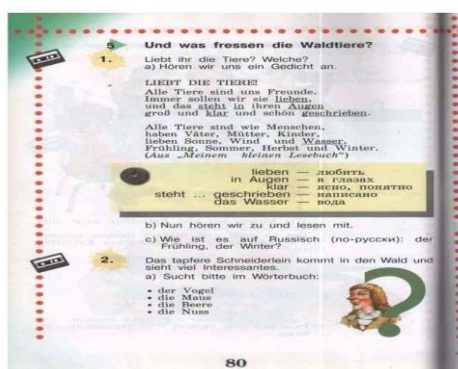 5 Und was fressen die Waldtiere?
1. Liebt ihr die Tiere? Welche?
a) Hören wir uns ein Gedicht an.
LIEBT DIE TIERE!
Alle Tiere sind uns Freunde.
Immer sollen wir sie lieben,
und das steht in ihren Augen
groß und klar und schön geschrieben.
Alle Tiere sind wie Menschen,
haben Väter, Mütter, Kinder,
lieben Sonne, Wind und Wasser,
Frühling, Sommer, Herbst und Winter.
(Aus „Meinem kleinen Lesebuch")
lieben — любить
in Augen — в глазах
klar — ясно, понятно
steht ... geschrieben — написано
das Wasser — вода
b) Nun hören wir zu und lesen mit.
c) Wie ist es auf Russisch (по-русски): der
Frühling, der Winter?
2. Das tapfere Schneiderlein kommt in den Wald und
sieht viel Interessantes.
a) Sucht bitte im Wörterbuch:
• der Vogel
• die Maus
• die Beere
• die Nuss
80